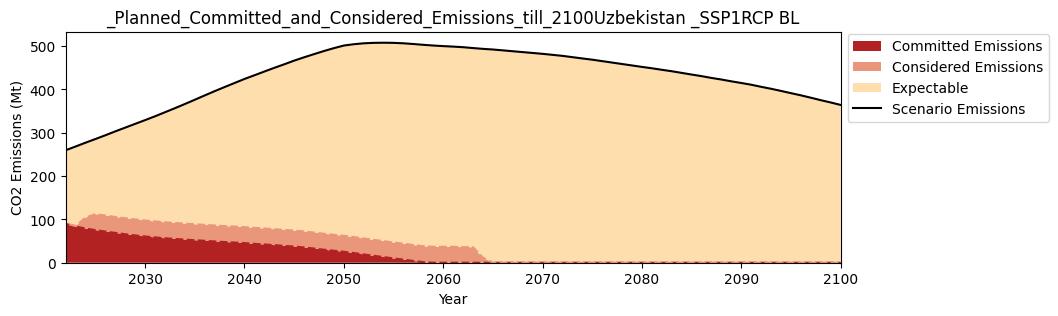 _Planned_Committed_and_Considered_Emissions_till_2100Uzbekistan _SSP1RCP BL
CO2 Emissions (Mt)
500
400
300
200
100
0
2030 2040 2050 2060 2070 2080 2090 2100
Year
Committed Emissions
Considered Emissions
Expectable
Scenario Emissions